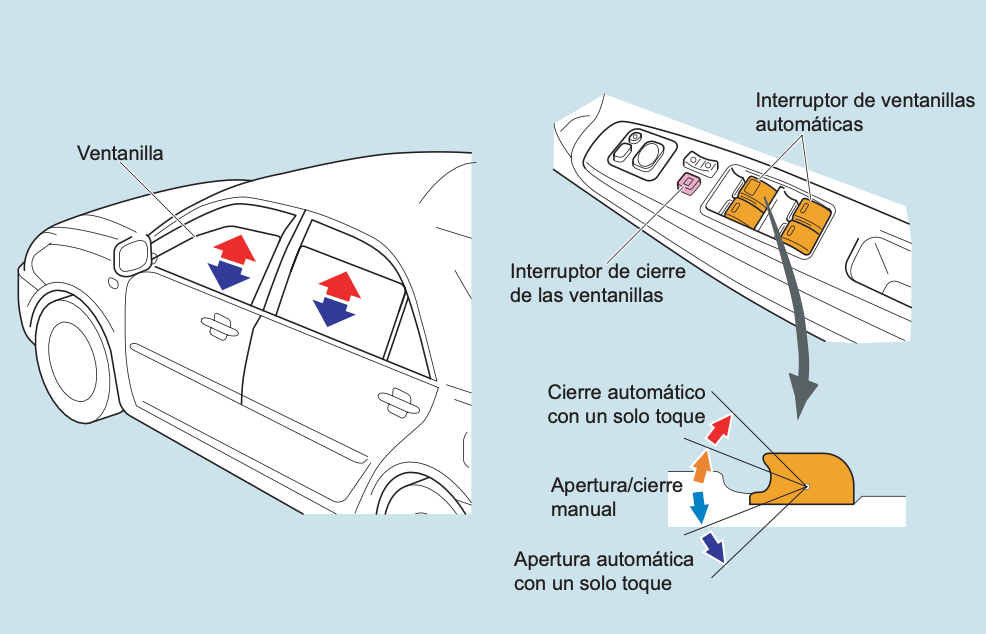 Ventanilla
Interruptor de ventanillas
automáticas
Interruptor de cierre
de las ventanillas
Cierre automático
con un solo toque
Apertura/cierre
manual
Apertura automática
con un solo toque